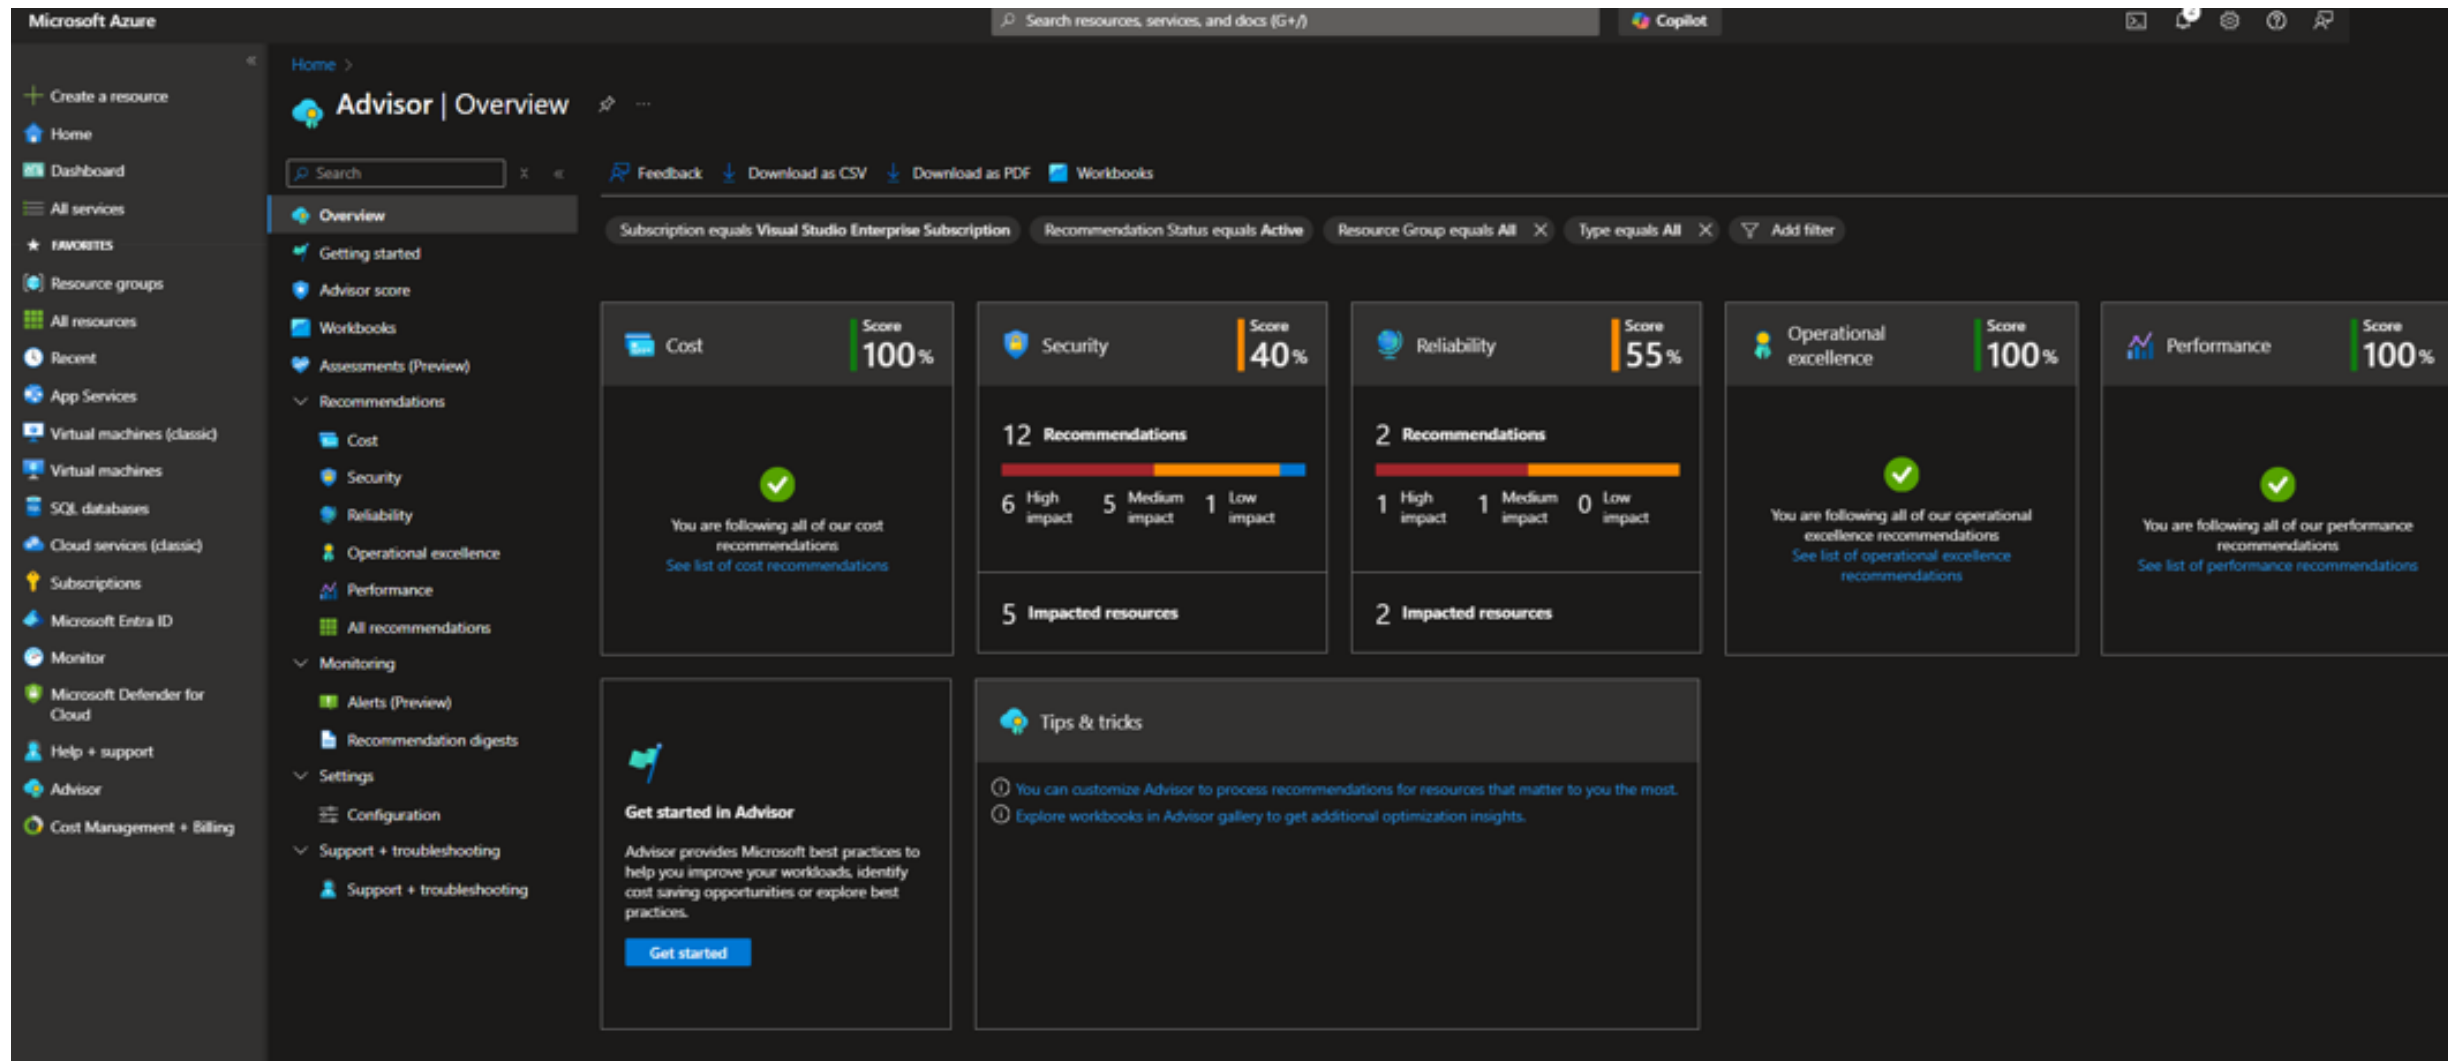 Microsoft Azure
Search resources, services, and docs (G+/)
Copilot
Create a resource
Home
Dashboard
All services
FAVORITES
Resource groups
All resources
Recent
App Services
Virtual machines (classic)
Virtual machines
SQL databases
Cloud services (classic)
Subscriptions
Microsoft Entra ID
Monitor
Microsoft Defender for
Cloud
Help + support
Advisor
Cost Management + Billing
Home >
Advisor | Overview
Search
Overview
Getting started
Advisor score
Workbooks
Assessments (Preview)
Recommendations
Cost
Security
Reliability
Operational excellence
Performance
All recommendations
Monitoring
Alerts (Preview)
Recommendation digests
Settings
Configuration
Support + troubleshooting
Support + troubleshooting
Feedback
Download as CSV
Download as PDF
Workbooks
Subscription equals Visual Studio Enterprise Subscription
Recommendation Status equals Active
Resource Group equals All
Type equals All
Add filter
Cost
Score
100%
You are following all of our cost
recommendations
See list of cost recommendations
Security
Score
40%
12 Recommendations
6 High impact
5 Medium impact
1 Low impact
5 Impacted resources
Reliability
Score
55%
2 Recommendations
1 High impact
1 Medium impact
0 Low impact
2 Impacted resources
Operational
excellence
Score
100%
You are following all of our operational
excellence recommendations
See list of operational excellence
recommendations
Performance
Score
100%
You are following all of our performance
recommendations
See list of performance recommendations
Get started in Advisor
Advisor provides Microsoft best practices to
help you improve your workloads, identify
cost saving opportunities or explore best
practices.
Get started
Tips & tricks
You can customize Advisor to process recommendations for resources that matter to you the most.
Explore workbooks in Advisor gallery to get additional optimization insights.